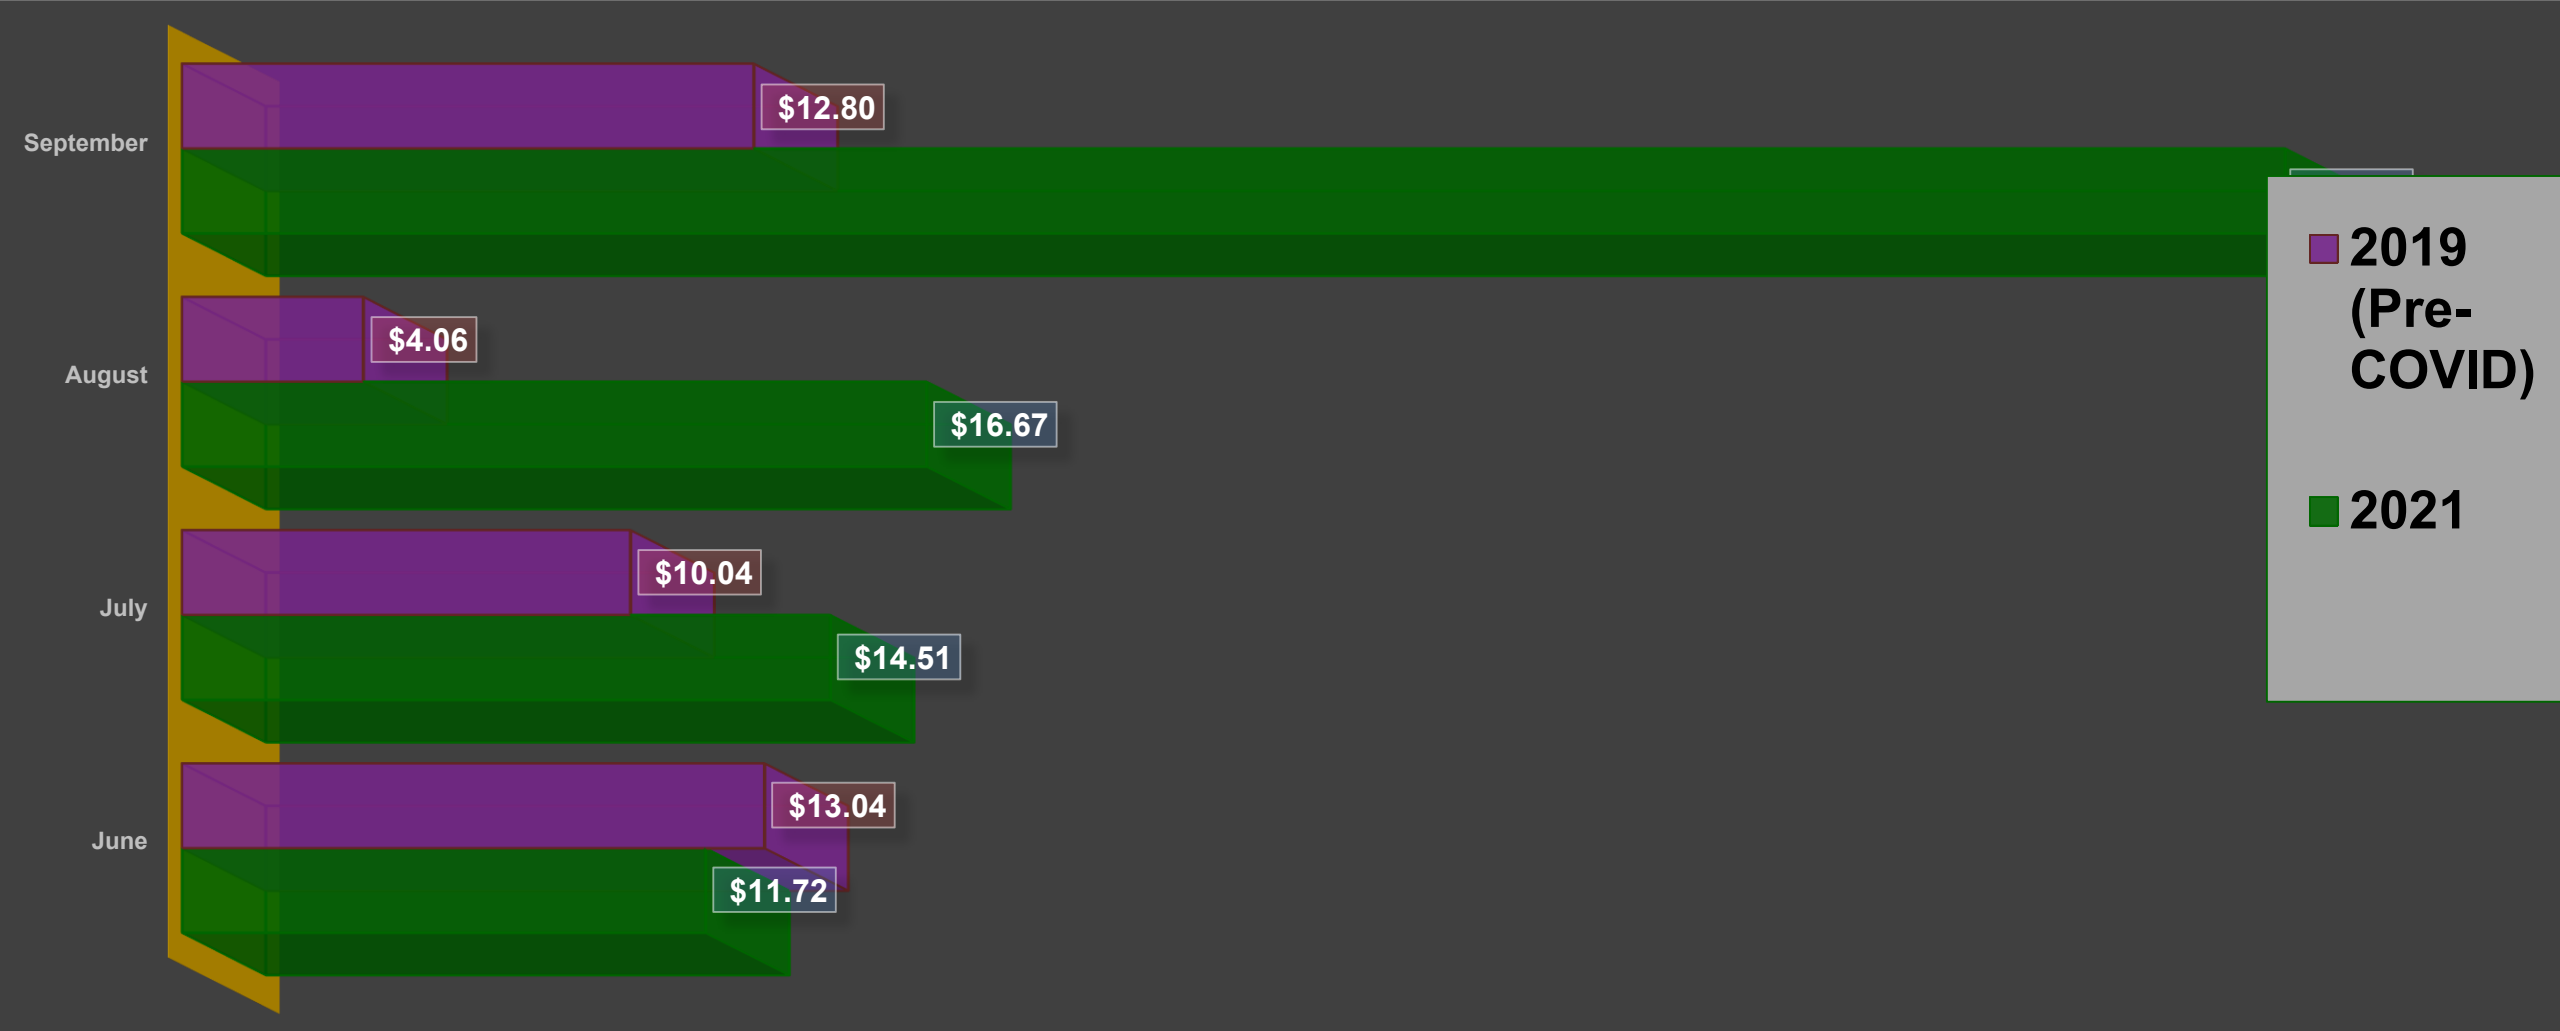 September
$12.80
August
$4.06
$16.67
July
$10.04
$14.51
June
$13.04
$11.72
2019
(Pre-
COVID)
2021